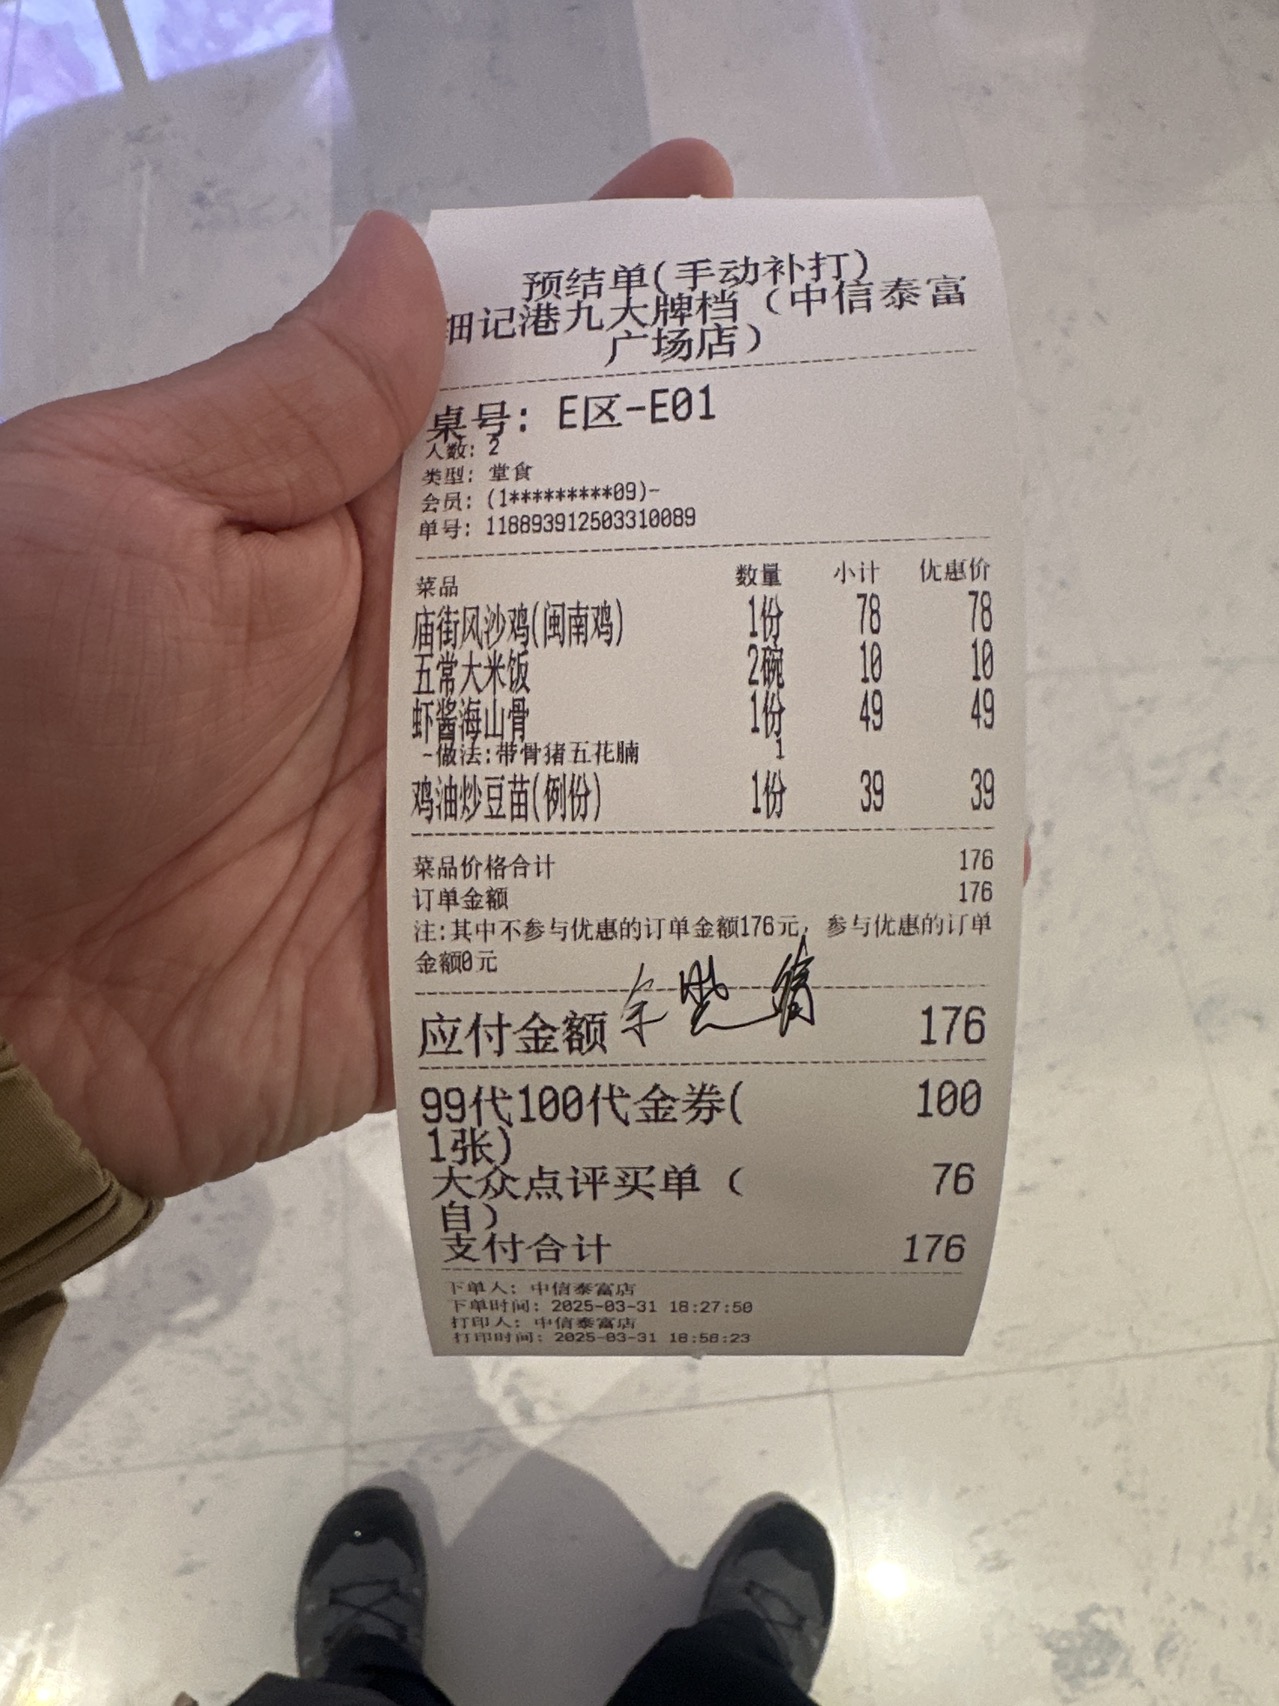 预结单(手动补打)
细记港九大牌档（中信泰富
广场店）
桌号: E区-E01
人数: 2
类型: 堂食
会员: (1*********09)-
单号: 118893912503310089
菜品 数量 小计 优惠价
庙街风沙鸡(闽南鸡) 1份 78 78
五常大米饭 2碗 10 10
虾酱海山骨 1份 49 49
-做法:带骨猪五花腩 1
鸡油炒豆苗(例份) 1份 39 39
菜品价格合计 176
订单金额 176
注:其中不参与优惠的订单金额176元, 参与优惠的订单
金额0元
应付金额 176
99代100代金券( 100
1张)
大众点评买单（ 76
自）
支付合计 176
下单人: 中信泰富店
下单时间: 2025-03-31 18:27:50
打印人: 中信泰富店
打印时间: 2025-03-31 18:58:23